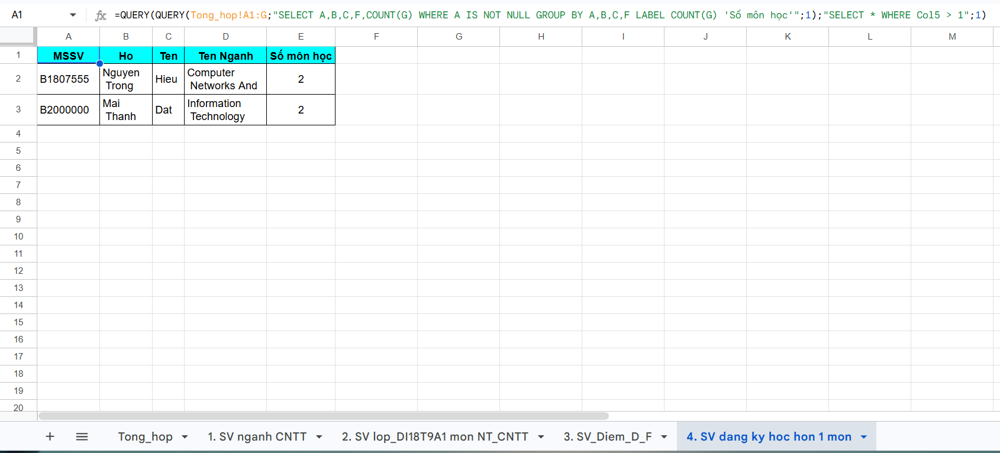 A1 fx =QUERY(QUERY(Tong_hop!A1:G;"SELECT A,B,C,F,COUNT(G) WHERE A IS NOT NULL GROUP BY A,B,C,F LABEL COUNT(G) 'Số môn học'";1);"SELECT * WHERE Col5 > 1";1)
A B C D E F G H I J K L M
1 MSSV Ho Ten Ten Nganh Số môn học
2 B1807555 Nguyen Trong Hieu Computer Networks And 2
3 B2000000 Mai Thanh Dat Information Technology 2
4
5
6
7
8
9
10
11
12
13
14
15
16
17
18
19
20
+ Tong_hop 1. SV nganh CNTT 2. SV lop_DI18T9A1 mon NT_CNTT 3. SV_Diem_D_F 4. SV dang ky hoc hon 1 mon